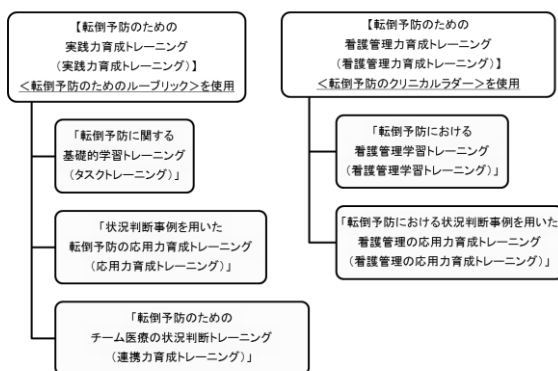 【転倒予防のための
実践力育成トレーニング
(実践力育成トレーニング)】
<転倒予防のためのルーブリック>を使用
「転倒予防に関する
基礎的学習トレーニング
(タスクトレーニング)」
「状況判断事例を用いた
転倒予防の応用力育成トレーニング
(応用力育成トレーニング)」
「転倒予防のための
チーム医療の状況判断トレーニング
(連携力育成トレーニング)」
【転倒予防のための
看護管理力育成トレーニング
(看護管理力育成トレーニング)】
<転倒予防のクリニカルラダー>を使用
「転倒予防における
看護管理学習トレーニング
(看護管理学習トレーニング)」
「転倒予防における状況判断事例を用いた
看護管理の応用力育成トレーニング
(看護管理の応用力育成トレーニング)」